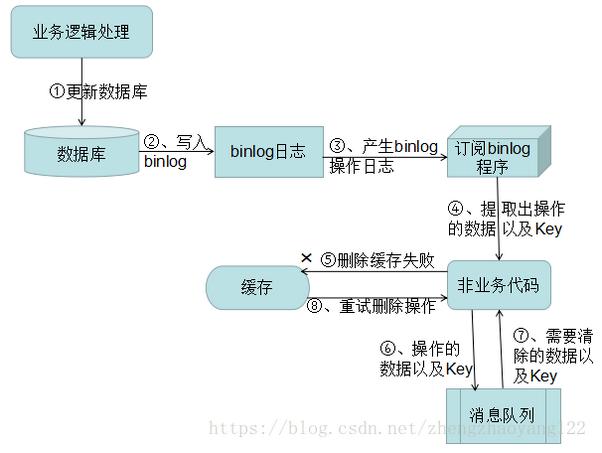 业务逻辑处理
①更新数据库
数据库
②、写入
binlog
binlog日志
③、产生binlog
操作日志
订阅binlog
程序
④、提取出操作
的数据以及Key
×
⑤删除缓存失败
缓存
非业务代码
⑧、重试删除操作
⑥、操作的
数据以及Key
⑦、需要清
除的数据以
及Key
消息队列
https://blog.csdn.net/zhengzhaoyang122